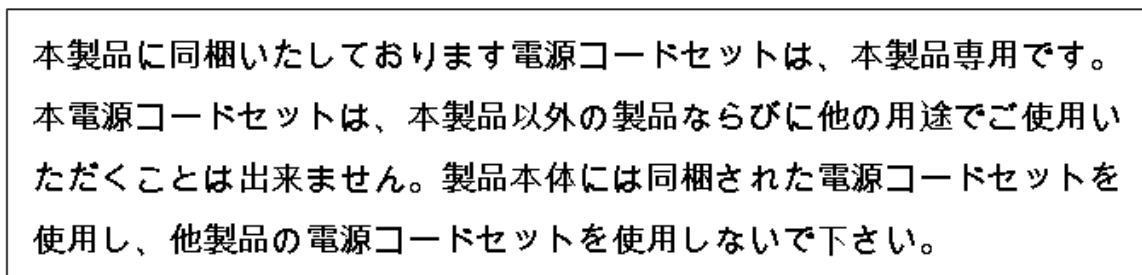 本製品に同梱いたしております電源コードセットは、本製品専用です。
本電源コードセットは、本製品以外の製品ならびに他の用途でご使用い
ただくことは出来ません。製品本体には同梱された電源コードセットを
使用し、他製品の電源コードセットを使用しないで下さい。